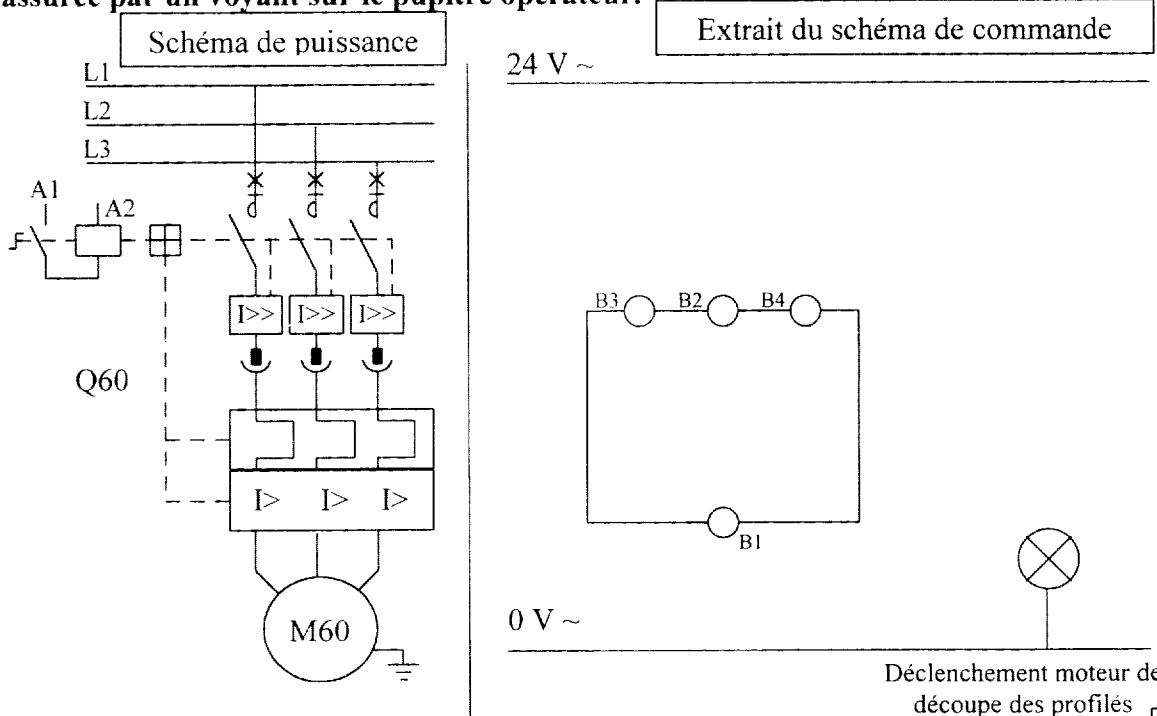 assurée par un voyant sur le pupitre opérateur.
Schéma de puissance
L1
L2
L3
A1
A2
I>> I>> I>>
Q60
I> I> I>
M60
Extrait du schéma de commande
24 V ~
B3 B2 B4
B1
0 V ~
Déclenchement moteur de
découpe des profilés